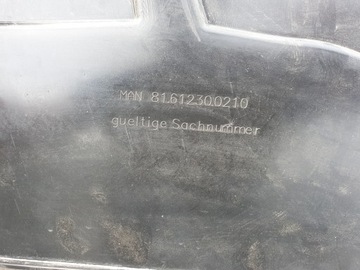 MAN 81.61230.0210
gueltige Sachnummer